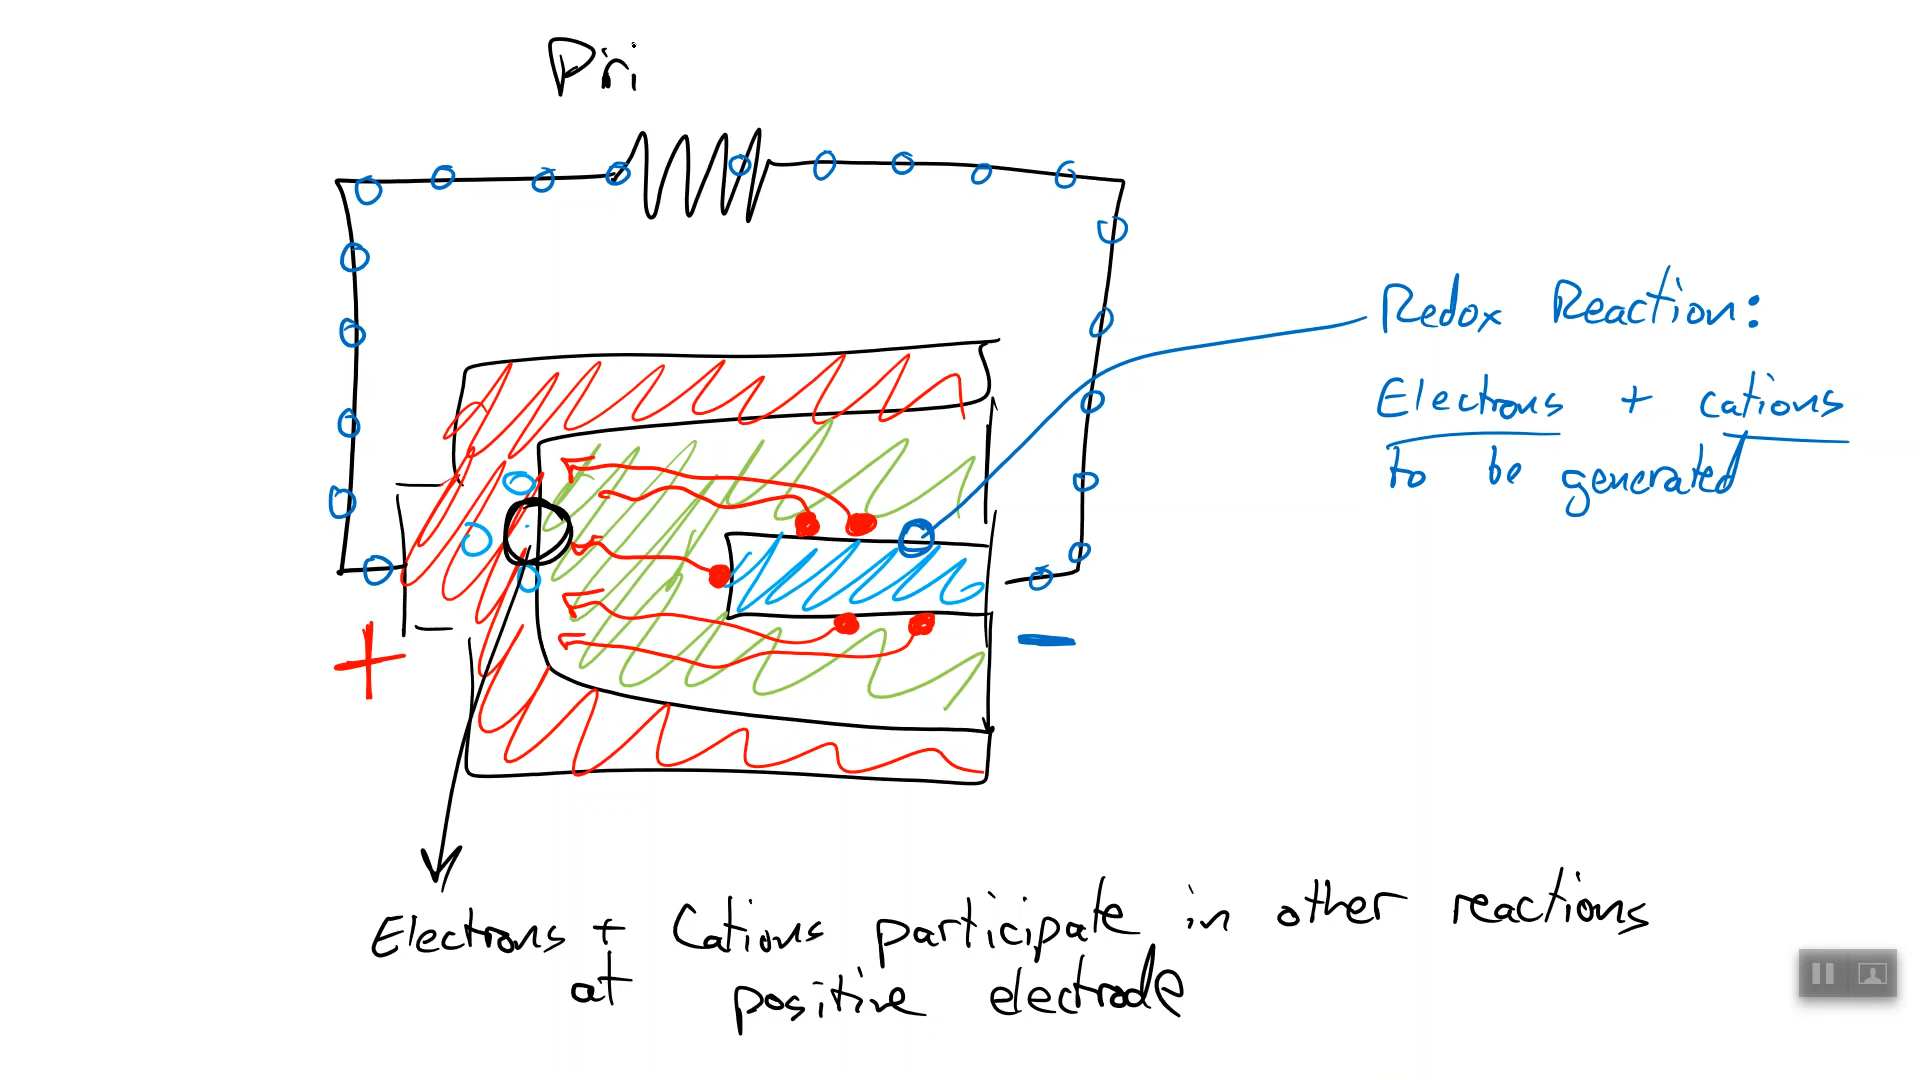 Pri
Redox Reaction:
Electrons + cations
to be generated
+
-
Electrons + Cations participate in other reactions
at positive electrode